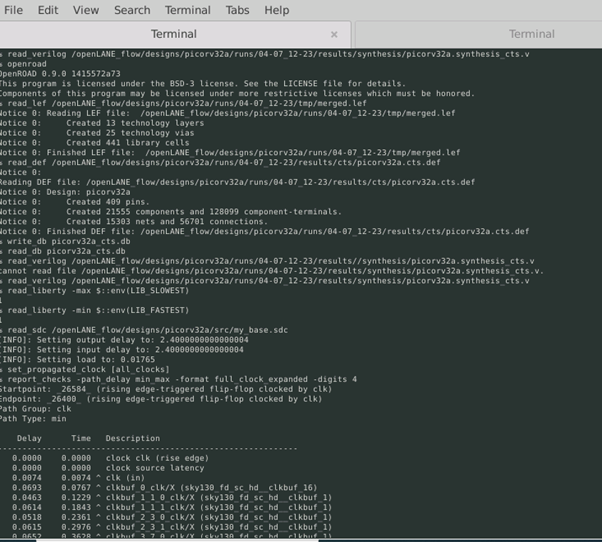 File Edit View Search Terminal Tabs Help
Terminal × Terminal
% read_verilog /openLANE_flow/designs/picorv32a/runs/04-07_12-23/results/synthesis/picorv32a.synthesis_cts.v
% openroad
OpenROAD 0.9.0 1415572a73
This program is licensed under the BSD-3 license. See the LICENSE file for details.
Components of this program may be licensed under more restrictive licenses which must be honored.
% read_lef /openLANE_flow/designs/picorv32a/runs/04-07_12-23/tmp/merged.lef
Notice 0: Reading LEF file:  /openLANE_flow/designs/picorv32a/runs/04-07_12-23/tmp/merged.lef
Notice 0:     Created 13 technology layers
Notice 0:     Created 25 technology vias
Notice 0:     Created 441 library cells
Notice 0: Finished LEF file:  /openLANE_flow/designs/picorv32a/runs/04-07_12-23/tmp/merged.lef
% read_def /openLANE_flow/designs/picorv32a/runs/04-07_12-23/results/cts/picorv32a.cts.def
Notice 0:
Reading DEF file: /openLANE_flow/designs/picorv32a/runs/04-07_12-23/results/cts/picorv32a.cts.def
Notice 0: Design: picorv32a
Notice 0:     Created 409 pins.
Notice 0:     Created 21555 components and 128099 component-terminals.
Notice 0:     Created 15303 nets and 56701 connections.
Notice 0: Finished DEF file: /openLANE_flow/designs/picorv32a/runs/04-07_12-23/results/cts/picorv32a.cts.def
% write_db picorv32a_cts.db
% read_db picorv32a_cts.db
% read_verilog /openLANE_flow/designs/picorv32a/runs/07-12-23/results//synthesis/picorv32a.synthesis_cts.v
cannot read file /openLANE_flow/designs/picorv32a/runs/07-12-23/results/synthesis/picorv32a.synthesis_cts.v.
% read_verilog /openLANE_flow/designs/picorv32a/runs/04-07_12-23/results/synthesis/picorv32a.synthesis_cts.v
% read_liberty -max $::env(LIB_SLOWEST)
1
% read_liberty -min $::env(LIB_FASTEST)
1
% read_sdc /openLANE_flow/designs/picorv32a/src/my_base.sdc
[INFO]: Setting output delay to: 2.4000000000000004
[INFO]: Setting input delay to: 2.4000000000000004
[INFO]: Setting load to: 0.01765
% set_propagated_clock [all_clocks]
% report_checks -path_delay min_max -format full_clock_expanded -digits 4
Startpoint: _26584_ (rising edge-triggered flip-flop clocked by clk)
Endpoint: _26400_ (rising edge-triggered flip-flop clocked by clk)
Path Group: clk
Path Type: min
Delay Time Description
-----------------------------------------------------------
0.0000 0.0000 clock clk (rise edge)
0.0000 0.0000 clock source latency
0.0074 0.0074 ^ clk (in)
0.0693 0.0767 ^ clkbuf_0_clk/X (sky130_fd_sc_hd__clkbuf_16)
0.0463 0.1229 ^ clkbuf_1_1_0_clk/X (sky130_fd_sc_hd__clkbuf_1)
0.0614 0.1843 ^ clkbuf_1_1_1_clk/X (sky130_fd_sc_hd__clkbuf_1)
0.0518 0.2361 ^ clkbuf_2_3_0_clk/X (sky130_fd_sc_hd__clkbuf_1)
0.0615 0.2976 ^ clkbuf_2_3_1_clk/X (sky130_fd_sc_hd__clkbuf_1)
0.0652 0.3628 ^ clkbuf_3_7_0_clk/X (sky130_fd_sc_hd__clkbuf_1)